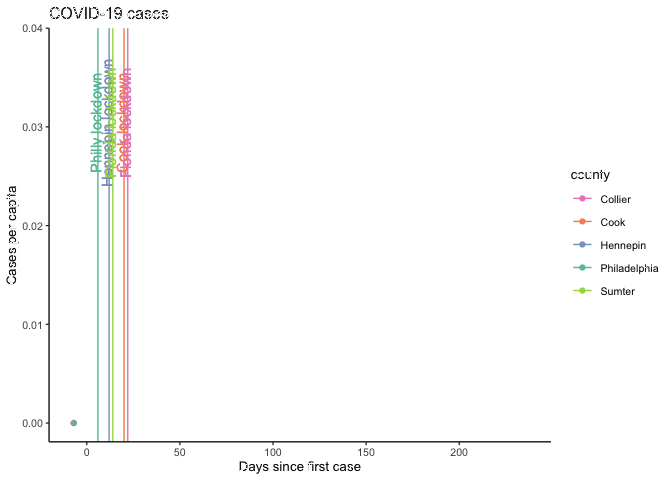 COVID-19 cases
0.04
0.03
0.02
0.01
0.00
Cases per capita
Philly lockdown
Hennepin lockdown
Florida lockdown
Cook lockdown
Florida lockdown
0
50
100
150
200
Days since first case
county
Collier
Cook
Hennepin
Philadelphia
Sumter